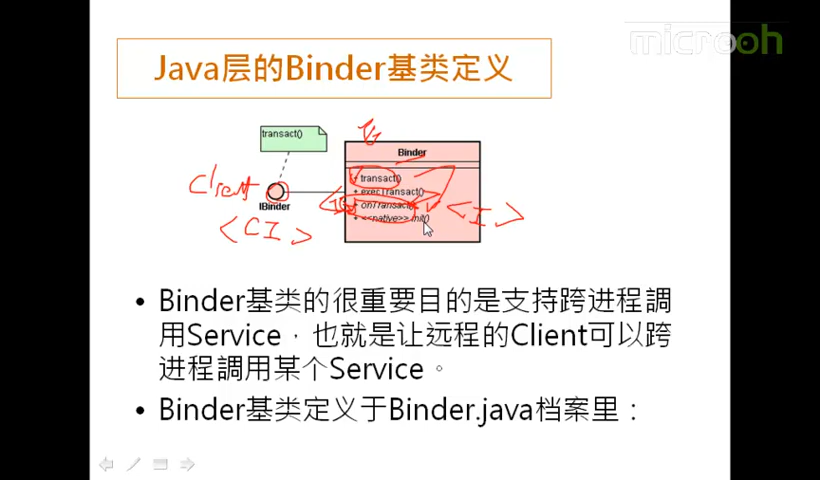 microoh
Java层的Binder基类定义
transact()
Binder
+ transact()
+ execTransact()
+ onTransact()
+ <<native>> init()
Client
IBinder
<CI>
<I>
• Binder基类的很重要目的是支持跨进程調
用Service，也就是让远程的Client可以跨
进程調用某个Service。
• Binder基类定义于Binder.java档案里：